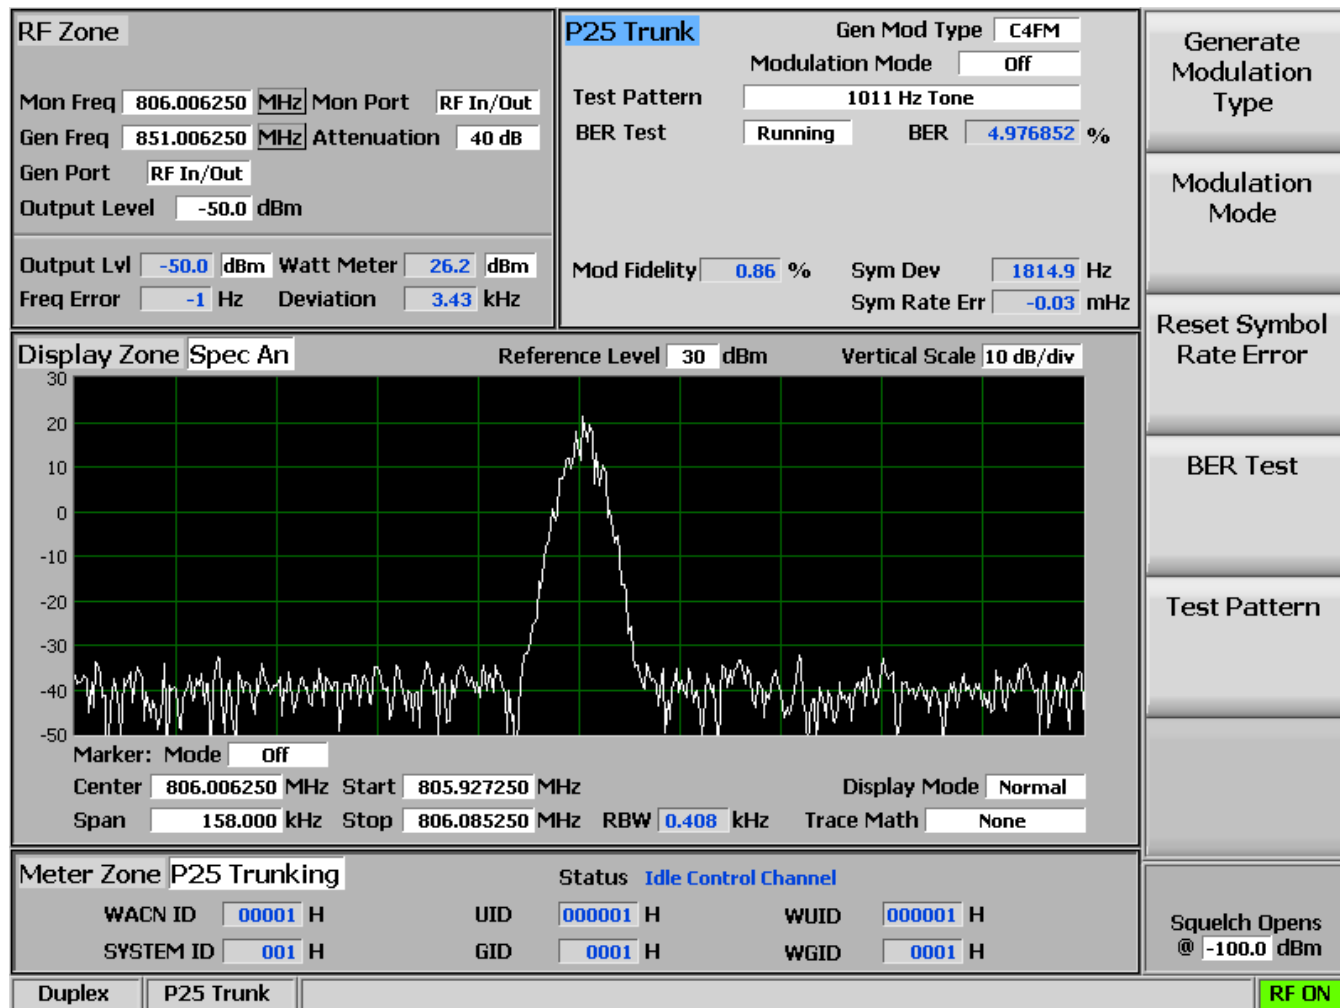 RF Zone
Mon Freq 806.006250 MHz Mon Port RF In/Out
Gen Freq 851.006250 MHz Attenuation 40 dB
Gen Port RF In/Out
Output Level -50.0 dBm
Output Lvl -50.0 dBm Watt Meter 26.2 dBm
Freq Error -1 Hz Deviation 3.43 kHz
P25 Trunk Gen Mod Type C4FM
Modulation Mode Off
Test Pattern 1011 Hz Tone
BER Test Running BER 4.976852 %
Mod Fidelity 0.86 % Sym Dev 1814.9 Hz
Sym Rate Err -0.03 mHz
Display Zone Spec An Reference Level 30 dBm Vertical Scale 10 dB/div
30
20
10
0
-10
-20
-30
-40
-50
Marker: Mode Off
Center 806.006250 MHz Start 805.927250 MHz Display Mode Normal
Span 158.000 kHz Stop 806.085250 MHz RBW 0.408 kHz Trace Math None
Meter Zone P25 Trunking Status Idle Control Channel
WACN ID 00001 H UID 000001 H WUID 000001 H
SYSTEM ID 001 H GID 0001 H WGID 0001 H
Generate
Modulation
Type
Modulation
Mode
Reset Symbol
Rate Error
BER Test
Test Pattern
Squelch Opens
@ -100.0 dBm
Duplex P25 Trunk RF ON